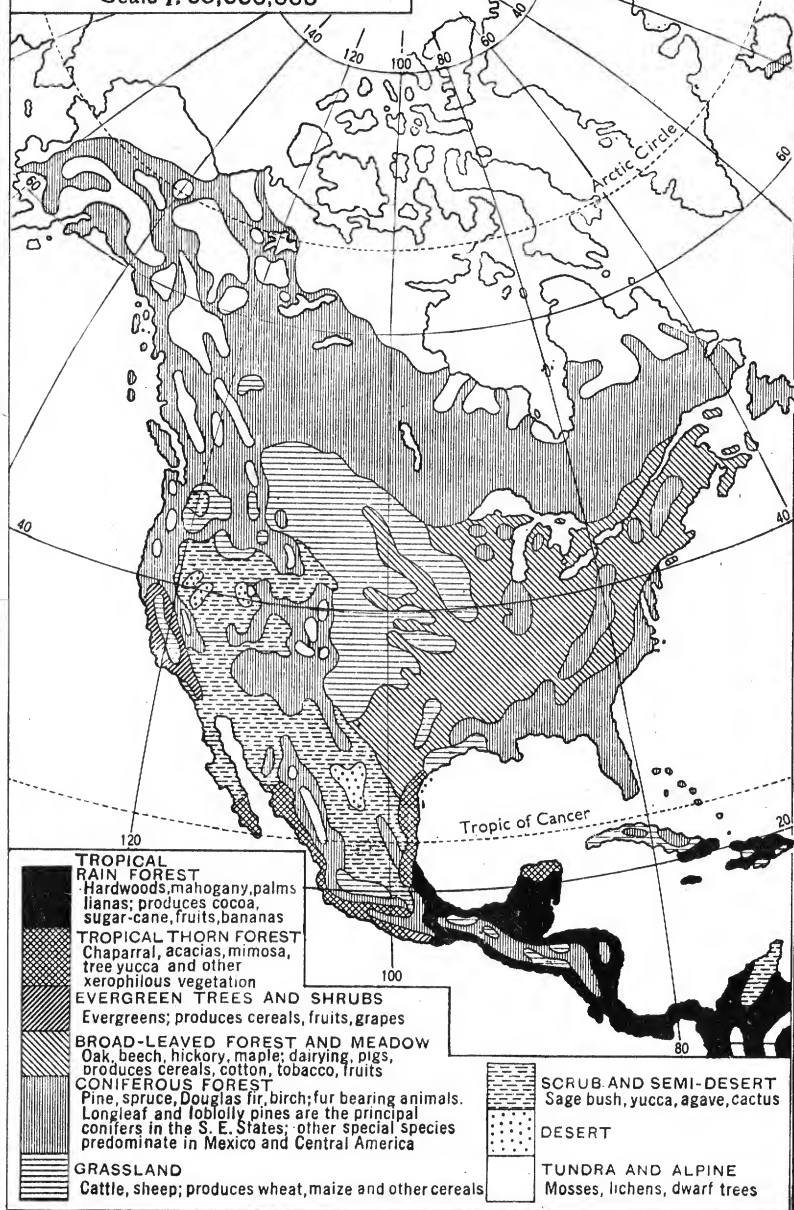 Scale 1:
140
120
100
80
60
40
60
Arctic Circle
60
40
40
Tropic of Cancer
20
120
100
80
TROPICAL
RAIN FOREST
Hardwoods, mahogany, palms
lianas; produces cocoa,
sugar-cane, fruits, bananas
TROPICAL THORN FOREST
Chaparral, acacias, mimosa,
tree yucca and other
xerophilous vegetation
EVERGREEN TREES AND SHRUBS
Evergreens; produces cereals, fruits, grapes
BROAD-LEAVED FOREST AND MEADOW
Oak, beech, hickory, maple; dairying, pigs,
produces cereals, cotton, tobacco, fruits
CONIFEROUS FOREST
Pine, spruce, Douglas fir, birch; fur bearing animals.
Longleaf and loblolly pines are the principal
conifers in the S. E. States; other special species
predominate in Mexico and Central America
GRASSLAND
Cattle, sheep; produces wheat, maize and other cereals
SCRUB AND SEMI-DESERT
Sage bush, yucca, agave, cactus
DESERT
TUNDRA AND ALPINE
Mosses, lichens, dwarf trees